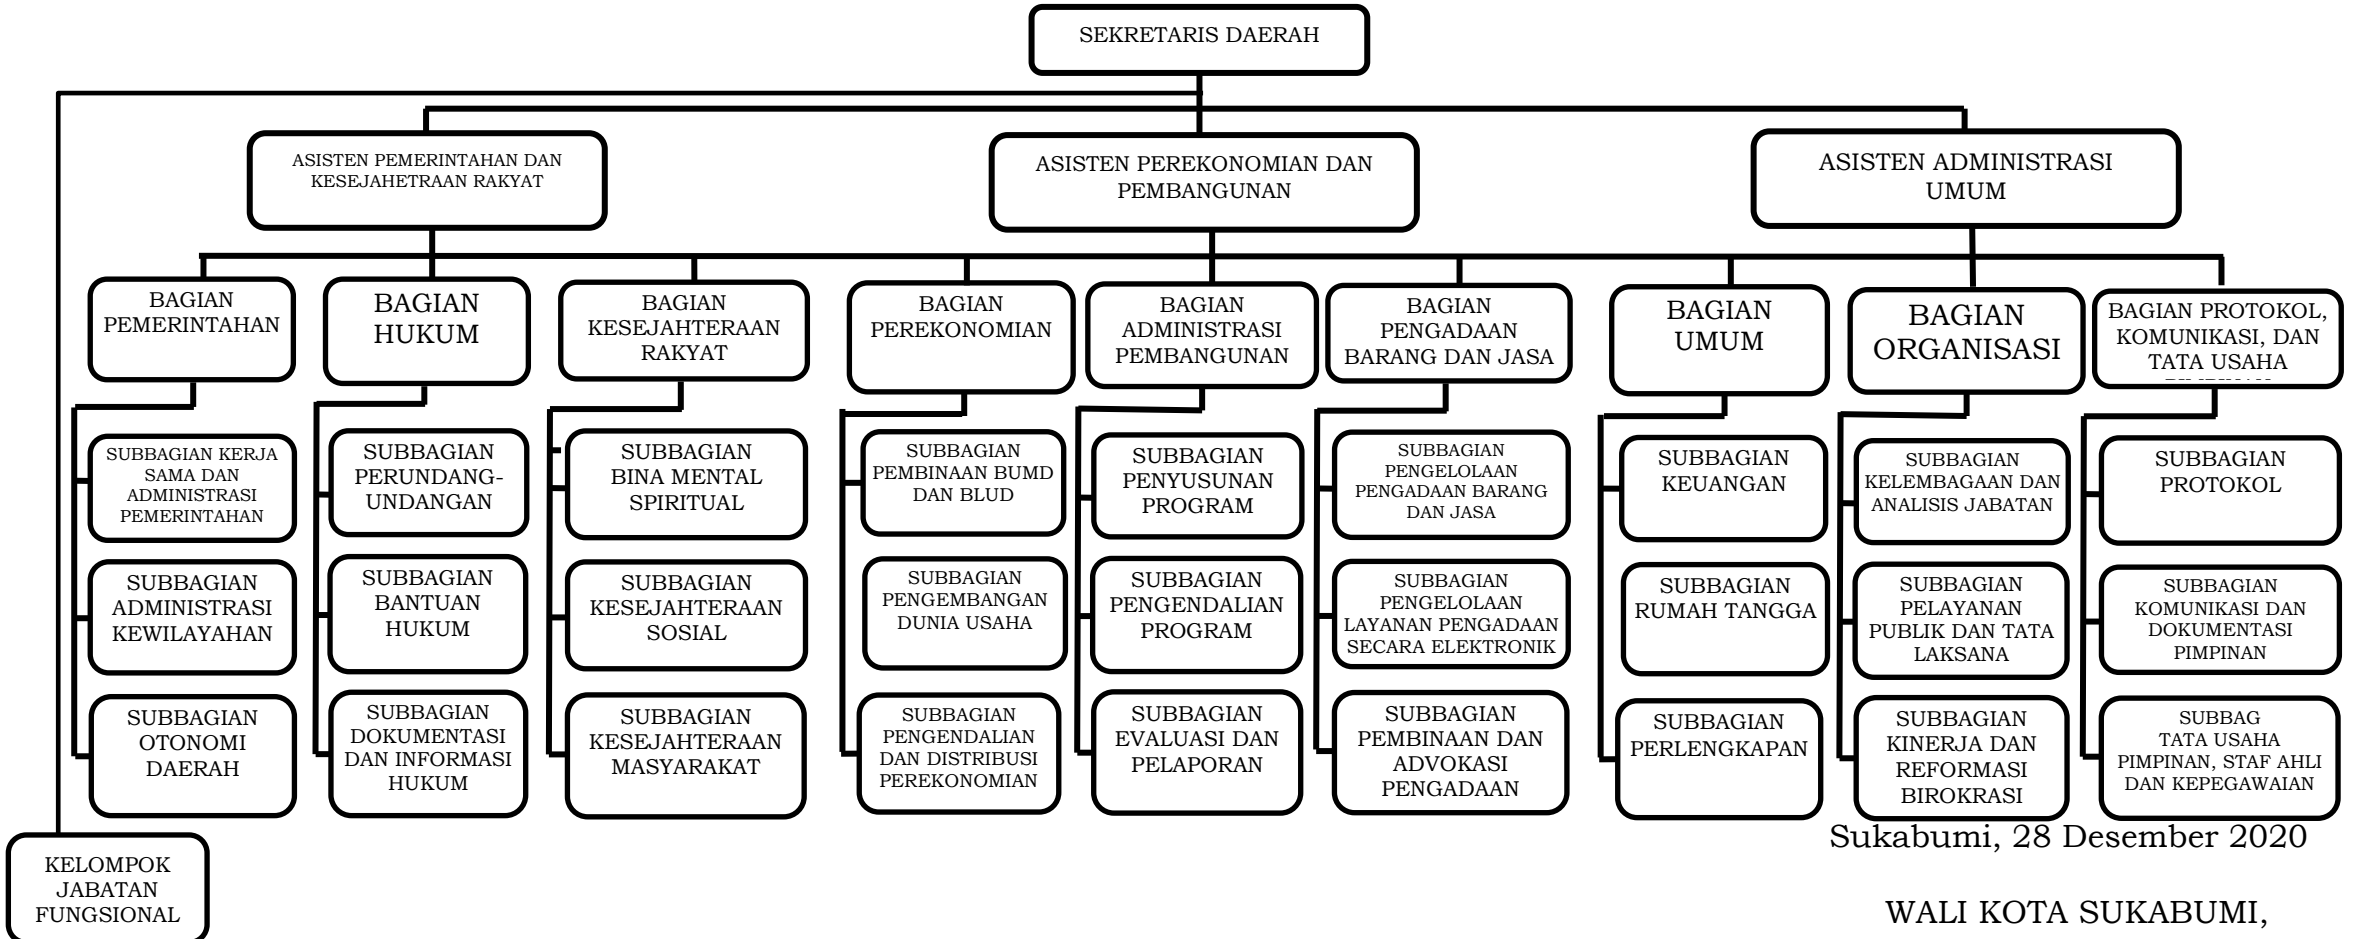 SEKRETARIS DAERAH
ASISTEN PEMERINTAHAN DAN
KESEJAHETRAAN RAKYAT
ASISTEN PEREKONOMIAN DAN
PEMBANGUNAN
ASISTEN ADMINISTRASI
UMUM
BAGIAN
PEMERINTAHAN
BAGIAN
HUKUM
BAGIAN
KESEJAHTERAAN
RAKYAT
BAGIAN
PEREKONOMIAN
BAGIAN
ADMINISTRASI
PEMBANGUNAN
BAGIAN
PENGADAAN
BARANG DAN JASA
BAGIAN
UMUM
BAGIAN
ORGANISASI
BAGIAN PROTOKOL,
KOMUNIKASI, DAN
TATA USAHA
SUBBAGIAN KERJA
SAMA DAN
ADMINISTRASI
PEMERINTAHAN
SUBBAGIAN
PERUNDANG-
UNDANGAN
SUBBAGIAN
BINA MENTAL
SPIRITUAL
SUBBAGIAN
PEMBINAAN BUMD
DAN BLUD
SUBBAGIAN
PENYUSUNAN
PROGRAM
SUBBAGIAN
PENGELOLAAN
PENGADAAN BARANG
DAN JASA
SUBBAGIAN
KEUANGAN
SUBBAGIAN
KELEMBAGAAN DAN
ANALISIS JABATAN
SUBBAGIAN
PROTOKOL
SUBBAGIAN
ADMINISTRASI
KEWILAYAHAN
SUBBAGIAN
BANTUAN
HUKUM
SUBBAGIAN
KESEJAHTERAAN
SOSIAL
SUBBAGIAN
PENGEMBANGAN
DUNIA USAHA
SUBBAGIAN
PENGENDALIAN
PROGRAM
SUBBAGIAN
PENGELOLAAN
LAYANAN PENGADAAN
SECARA ELEKTRONIK
SUBBAGIAN
RUMAH TANGGA
SUBBAGIAN
PELAYANAN
PUBLIK DAN TATA
LAKSANA
SUBBAGIAN
KOMUNIKASI DAN
DOKUMENTASI
PIMPINAN
SUBBAGIAN
OTONOMI
DAERAH
SUBBAGIAN
DOKUMENTASI
DAN INFORMASI
HUKUM
SUBBAGIAN
KESEJAHTERAAN
MASYARAKAT
SUBBAGIAN
PENGENDALIAN
DAN DISTRIBUSI
PEREKONOMIAN
SUBBAGIAN
EVALUASI DAN
PELAPORAN
SUBBAGIAN
PEMBINAAN DAN
ADVOKASI
PENGADAAN
SUBBAGIAN
PERLENGKAPAN
SUBBAGIAN
KINERJA DAN
REFORMASI
BIROKRASI
SUBBAG
TATA USAHA
PIMPINAN, STAF AHLI
DAN KEPEGAWAIAN
KELOMPOK
JABATAN
FUNGSIONAL
Sukabumi, 28 Desember 2020
WALI KOTA SUKABUMI,